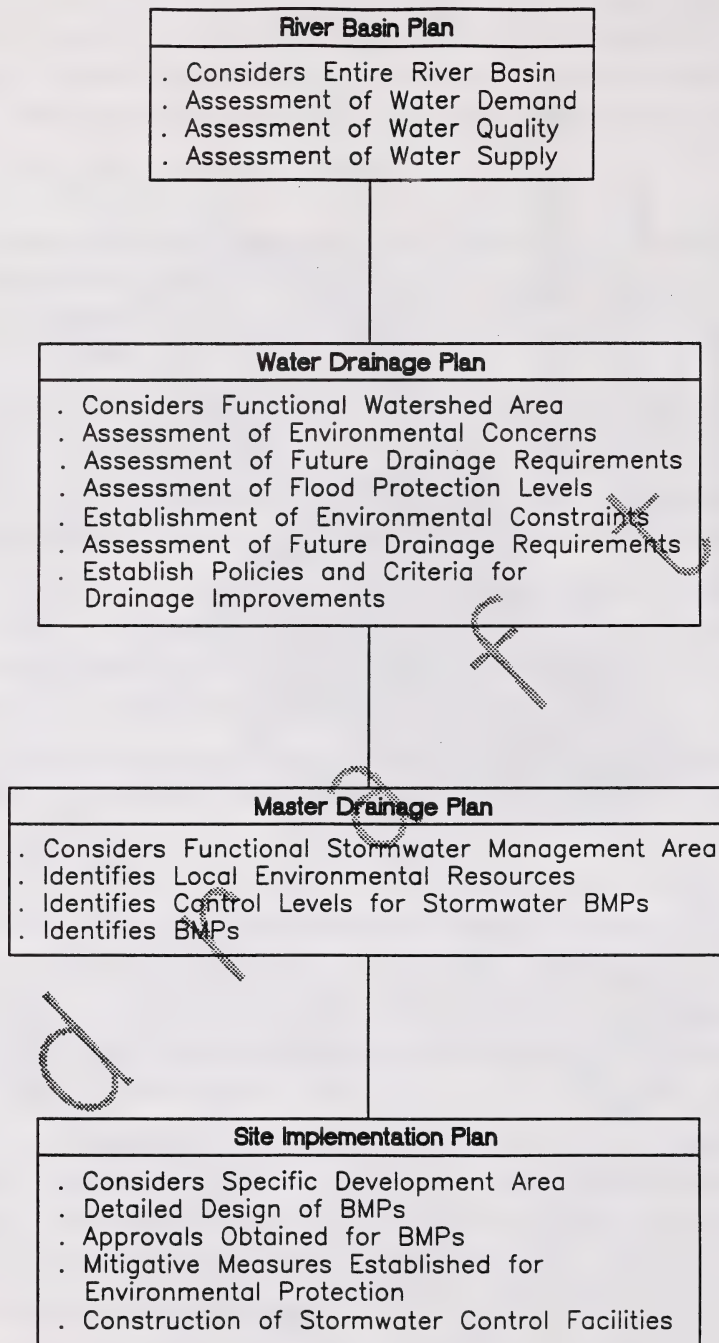 River Basin Plan
. Considers Entire River Basin
. Assessment of Water Demand
. Assessment of Water Quality
. Assessment of Water Supply
Water Drainage Plan
. Considers Functional Watershed Area
. Assessment of Environmental Concerns
. Assessment of Future Drainage Requirements
. Assessment of Flood Protection Levels
. Establishment of Environmental Constraints
. Assessment of Future Drainage Requirements
. Establish Policies and Criteria for
Drainage Improvements
Master Drainage Plan
. Considers Functional Stormwater Management Area
. Identifies Local Environmental Resources
. Identifies Control Levels for Stormwater BMPs
. Identifies BMPs
Site Implementation Plan
. Considers Specific Development Area
. Detailed Design of BMPs
. Approvals Obtained for BMPs
. Mitigative Measures Established for
Environmental Protection
. Construction of Stormwater Control Facilities
draft